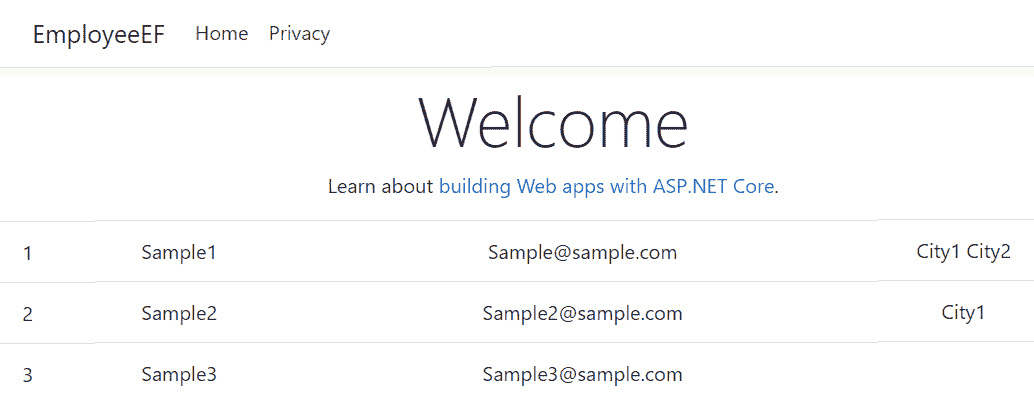 EmployeeEF Home Privacy
Welcome
Learn about building Web apps with ASP.NET Core.
1 Sample1 Sample@sample.com City1 City2
2 Sample2 Sample2@sample.com City1
3 Sample3 Sample3@sample.com